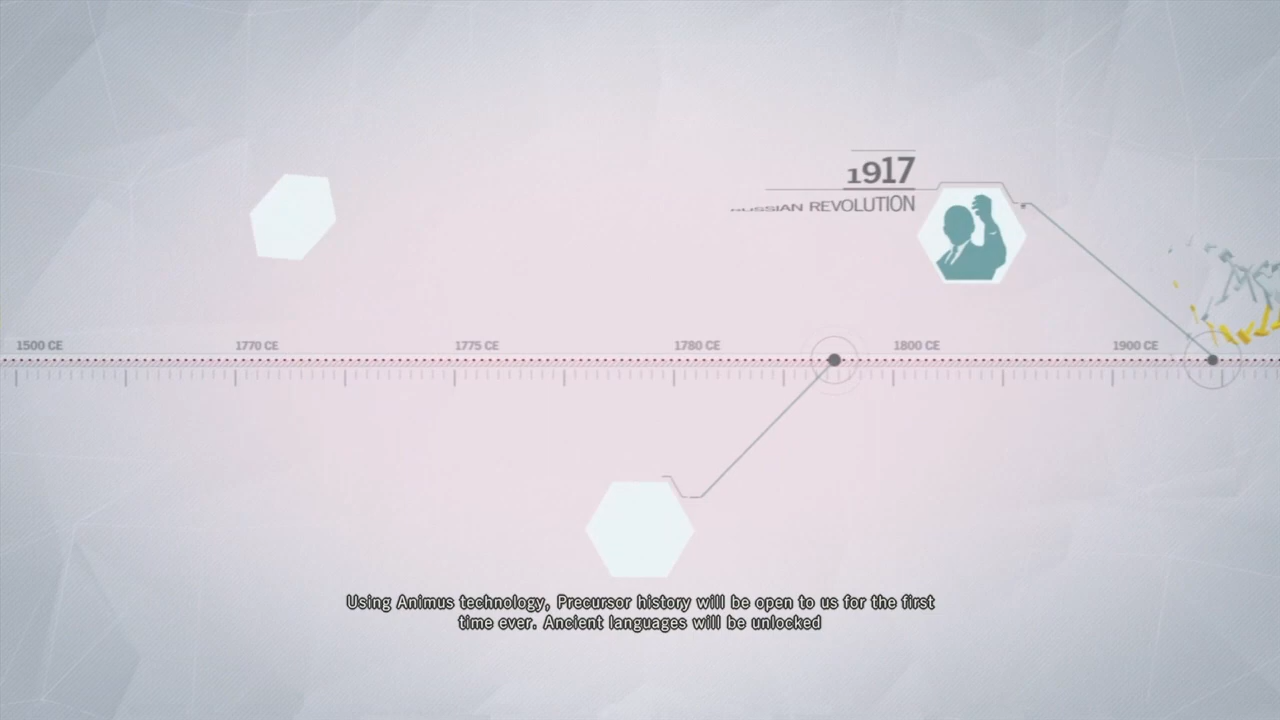 1917
RUSSIAN REVOLUTION
1500 CE 1770 CE 1775 CE 1780 CE 1800 CE 1900 CE
Using Animus technology, Precursor history will be open to us for the first
time ever. Ancient languages will be unlocked